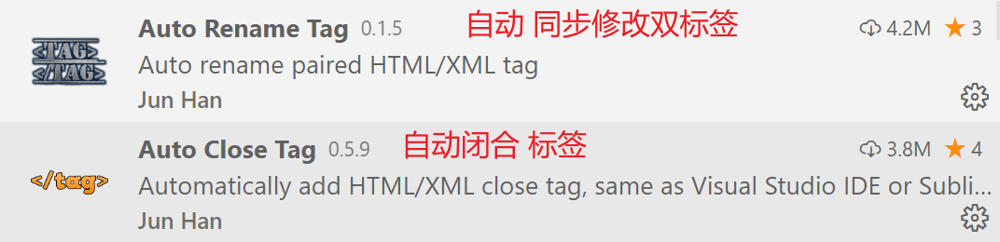 Auto Rename Tag 0.1.5 自动 同步修改双标签 4.2M 3
<TAG>
</TAG>
Auto rename paired HTML/XML tag
Jun Han
Auto Close Tag 0.5.9 自动闭合 标签 3.8M 4
</tag>
Automatically add HTML/XML close tag, same as Visual Studio IDE or Subli...
Jun Han